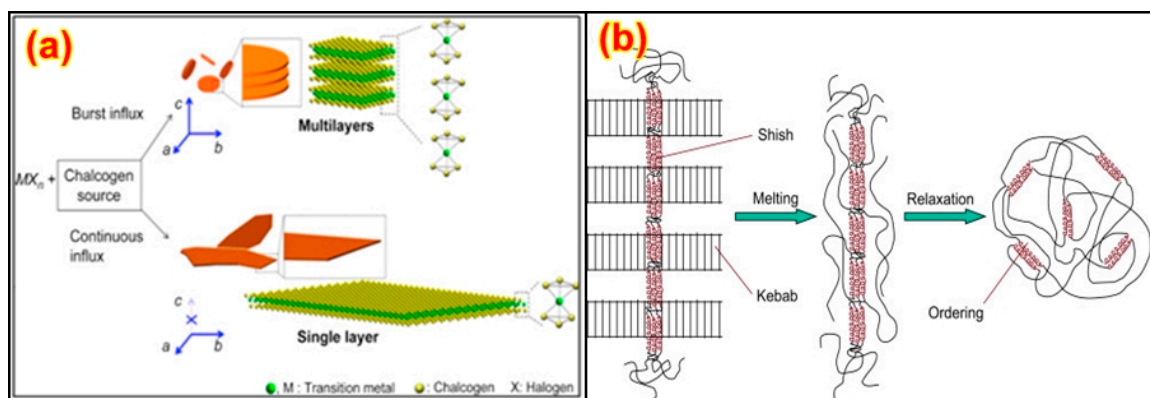 (a)
Burst influx
c
a
b
Multilayers
MXn +
Chalcogen
source
Continuous
influx
c
a
b
Single layer
, M : Transition metal
: Chalcogen
X: Halogen
(b)
Shish
Melting
Relaxation
Kebab
Ordering